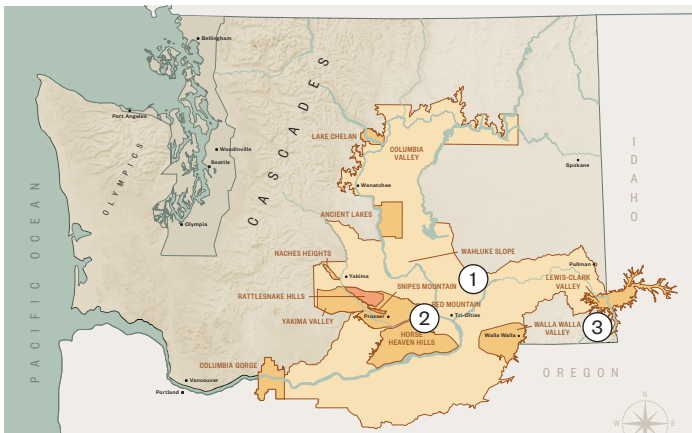 Bellingham
Port Angeles
OLYMPICS
Woodinville
Seattle
Olympia
CASCADES
PACIFIC OCEAN
LAKE CHELAN
COLUMBIA
VALLEY
Wenatchee
Spokane
IDAHO
ANCIENT LAKES
NACHES HEIGHTS
WAHLUKE SLOPE
Yakima
Pullman
SNIPES MOUNTAIN
1
LEWIS-CLARK
VALLEY
RATTLESNAKE HILLS
RED MOUNTAIN
Prosser
2
Tri-Cities
YAKIMA VALLEY
HORSE
HEAVEN HILLS
Walla Walla
WALLA WALLA
VALLEY
3
COLUMBIA GORGE
Vancouver
Portland
OREGON
N
W
E